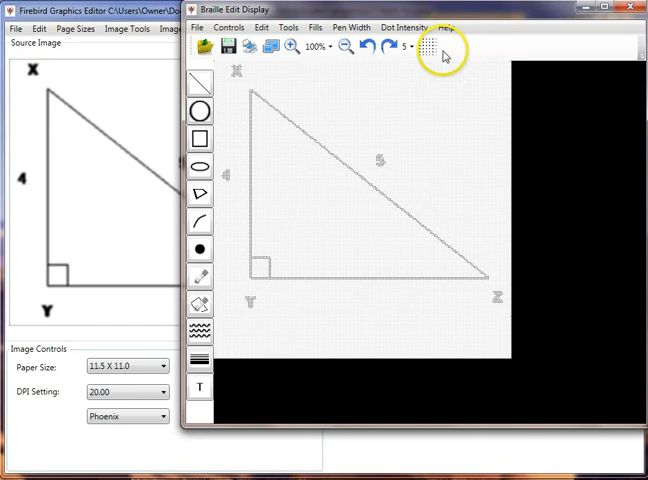 Firebird Graphics Editor C:\Users\Owner\Do
File Edit Page Sizes Image Tools Ima
Source Image
X
4
Y
Image Controls
Paper Size: 11.5 X 11.0
DPI Setting: 20.00
Phoenix
Braille Edit Display
File Controls Edit Tools Fills Pen Width Dot Intensity Help
100% 5
X
4
5
Y
Z
T